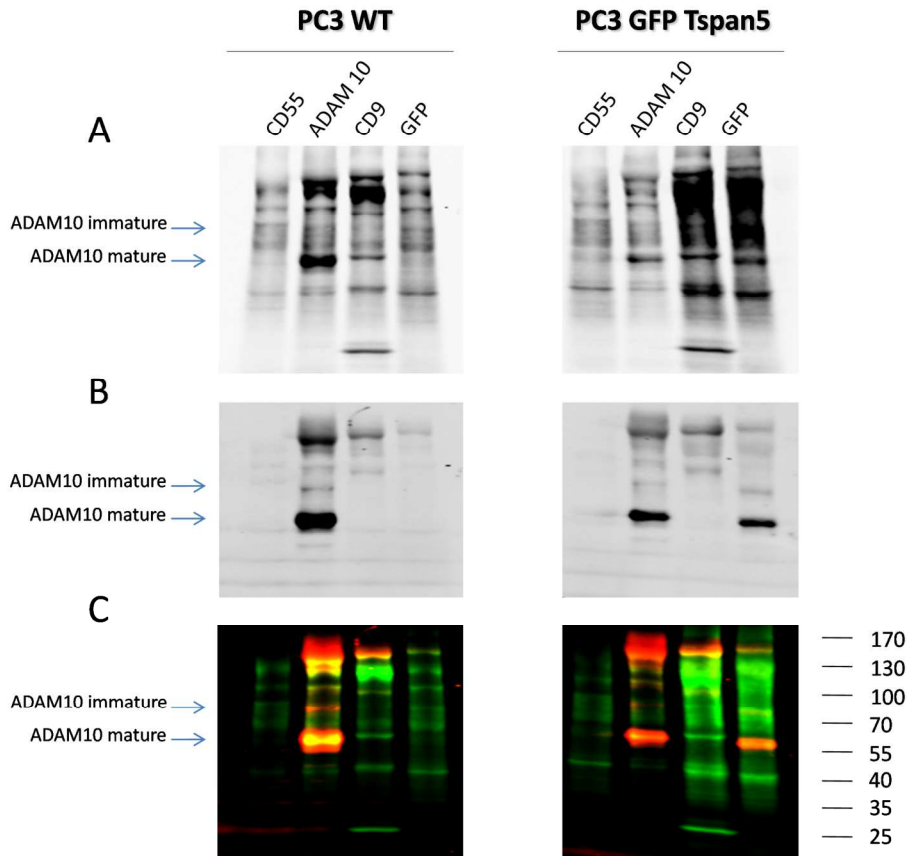 PC3 WT
PC3 GFP Tspan5
CD55 ADAM 10 CD9 GFP
CD55 ADAM 10 CD9 GFP
A
ADAM10 immature
ADAM10 mature
B
ADAM10 immature
ADAM10 mature
C
ADAM10 immature
ADAM10 mature
170
130
100
70
55
40
35
25